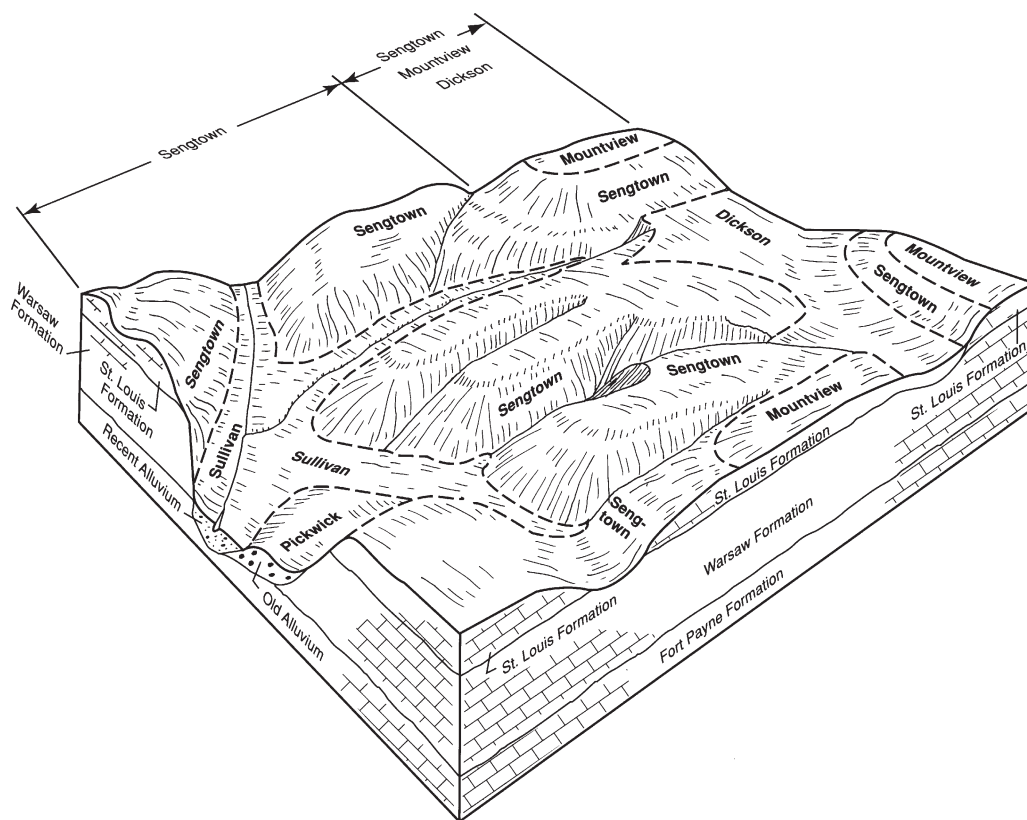 Sengtown
Mountview
Dickson
Sengtown
Mountview
Sengtown
Sengtown
Dickson
Mountview
Sengtown
Warsaw
Formation
Sengtown
St. Louis
Formation
Sengtown
Sengtown
Mountview
St. Louis Formation
Recent Alluvium
Sullivan
Sullivan
Pickwick
Seng-
town
St. Louis Formation
Warsaw Formation
Old Alluvium
St. Louis Formation
Fort Payne Formation